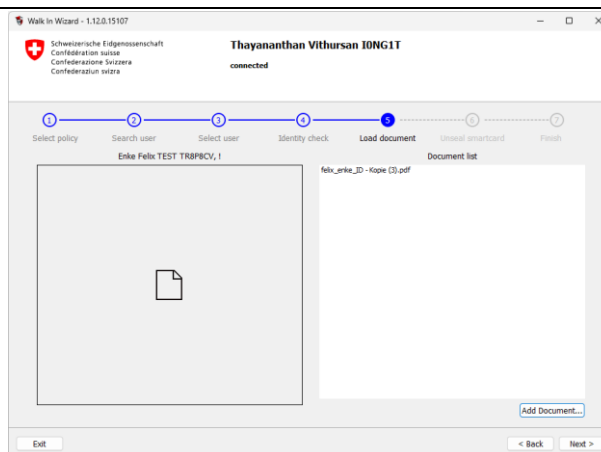 Walk In Wizard - 1.12.0.15107
Schweizerische Eidgenossenschaft
Confédération suisse
Confederazione Svizzera
Confederaziun svizra
Thayananthan Vithursan I0NG1T
connected
1 2 3 4 5 6 7
Select policy Search user Select user Identity check Load document Unseal smartcard Finish
Enke Felix TEST TR8P8CV, !
Document list
felix_enke_ID - Kopie (3).pdf
Add Document...
Exit
< Back Next >